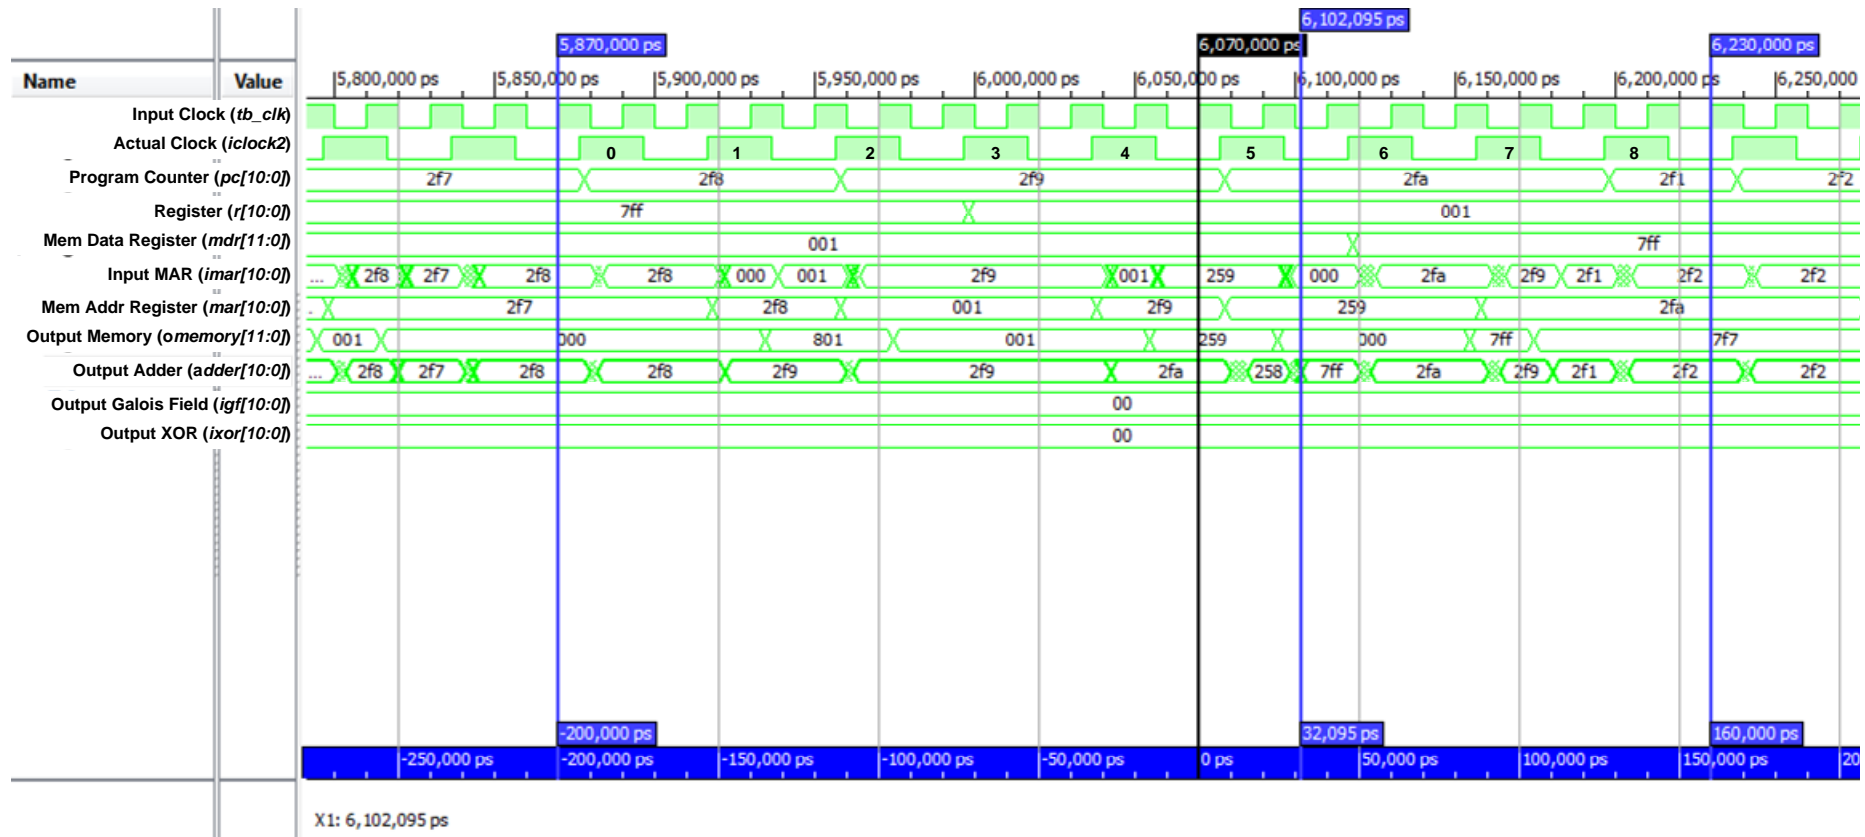 6,102,095 ps
5,870,000 ps 6,070,000 ps 6,230,000 ps
Name Value 5,800,000 ps 5,850,000 ps 5,900,000 ps 5,950,000 ps 6,000,000 ps 6,050,000 ps 6,100,000 ps 6,150,000 ps 6,200,000 ps 6,250,000
Input Clock (tb_clk)
Actual Clock (iclock2) 0 1 2 3 4 5 6 7 8
Program Counter (pc[10:0]) 2f7 2f8 2f9 2fa 2f1 2f2
Register (r[10:0]) 7ff 001
Mem Data Register (mdr[11:0]) 001 7ff
Input MAR (imar[10:0]) ... 2f8 2f7 2f8 2f8 000 001 2f9 001 259 000 2fa 2f9 2f1 2f2 2f2
Mem Addr Register (mar[10:0]) . 2f7 2f8 001 2f9 259 2fa
Output Memory (omemory[11:0]) 001 000 801 001 259 000 7ff 7f7
Output Adder (adder[10:0]) ... 2f8 2f7 2f8 2f8 2f9 2f9 2fa 258 7ff 2fa 2f9 2f1 2f2 2f2
Output Galois Field (igf[10:0]) 00
Output XOR (ixor[10:0]) 00
-200,000 ps 32,095 ps 160,000 ps
-250,000 ps -200,000 ps -150,000 ps -100,000 ps -50,000 ps 0 ps 50,000 ps 100,000 ps 150,000 ps 20
X1: 6,102,095 ps